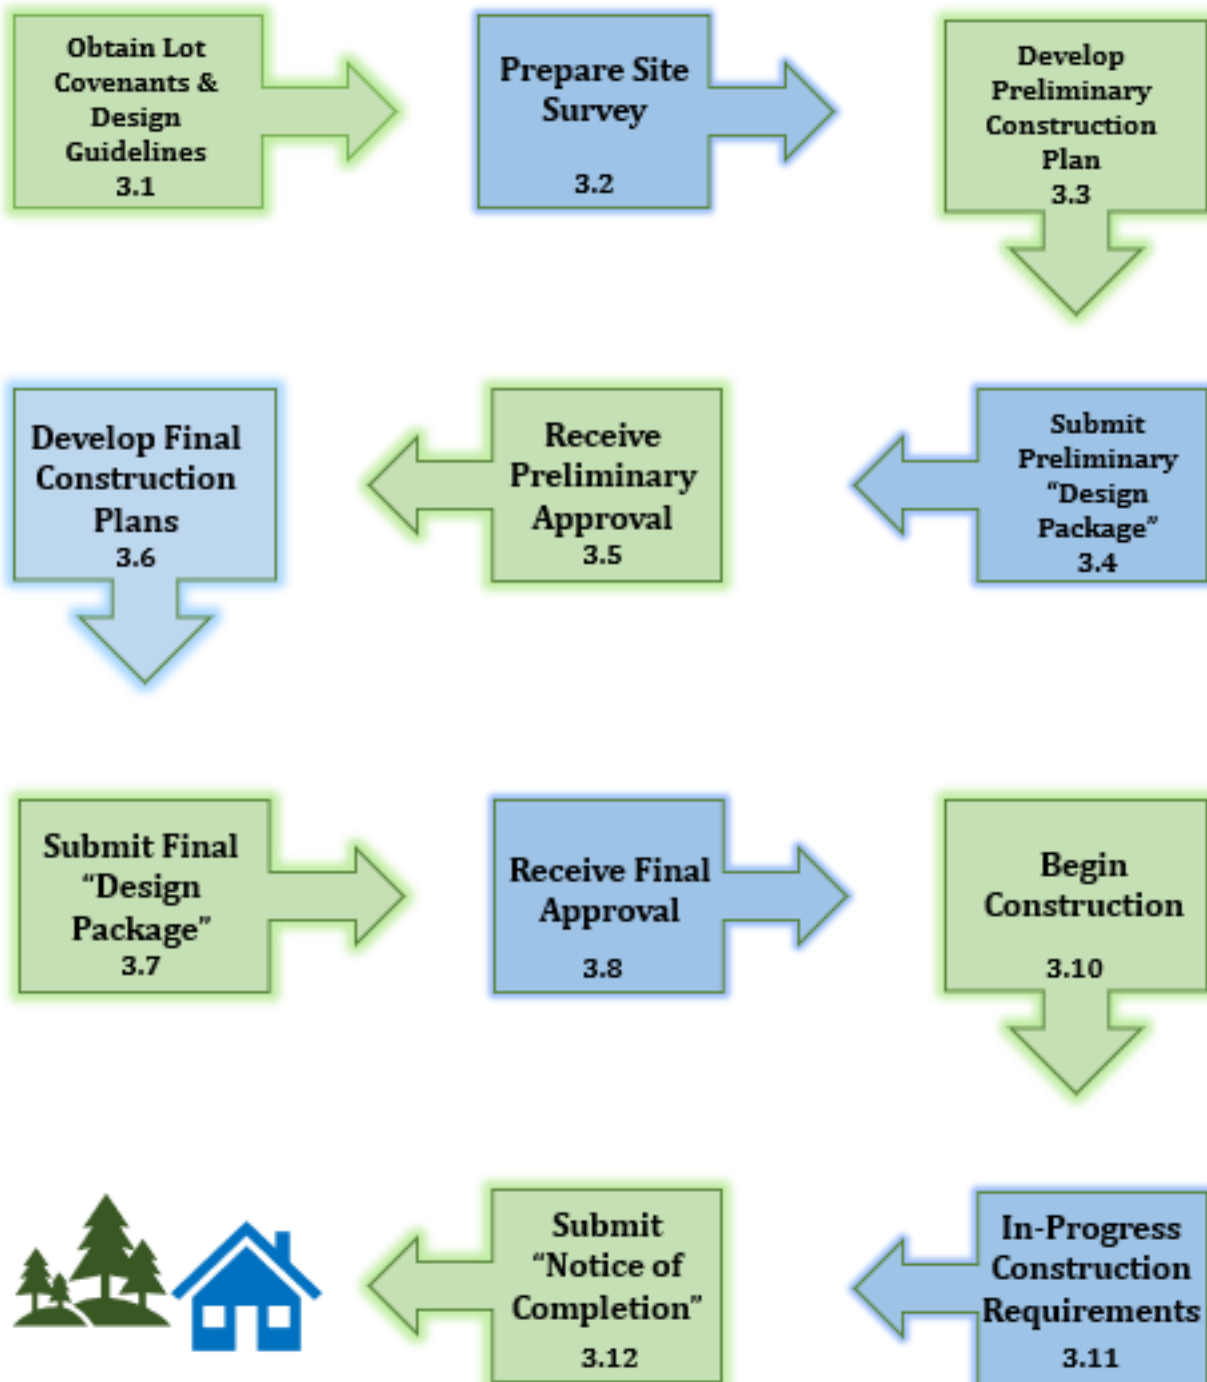 Obtain Lot
Covenants &
Design
Guidelines
3.1
Prepare Site
Survey
3.2
Develop
Preliminary
Construction
Plan
3.3
Submit
Preliminary
“Design
Package”
3.4
Receive
Preliminary
Approval
3.5
Develop Final
Construction
Plans
3.6
Submit Final
“Design
Package”
3.7
Receive Final
Approval
3.8
Begin
Construction
3.10
In-Progress
Construction
Requirements
3.11
Submit
“Notice of
Completion”
3.12